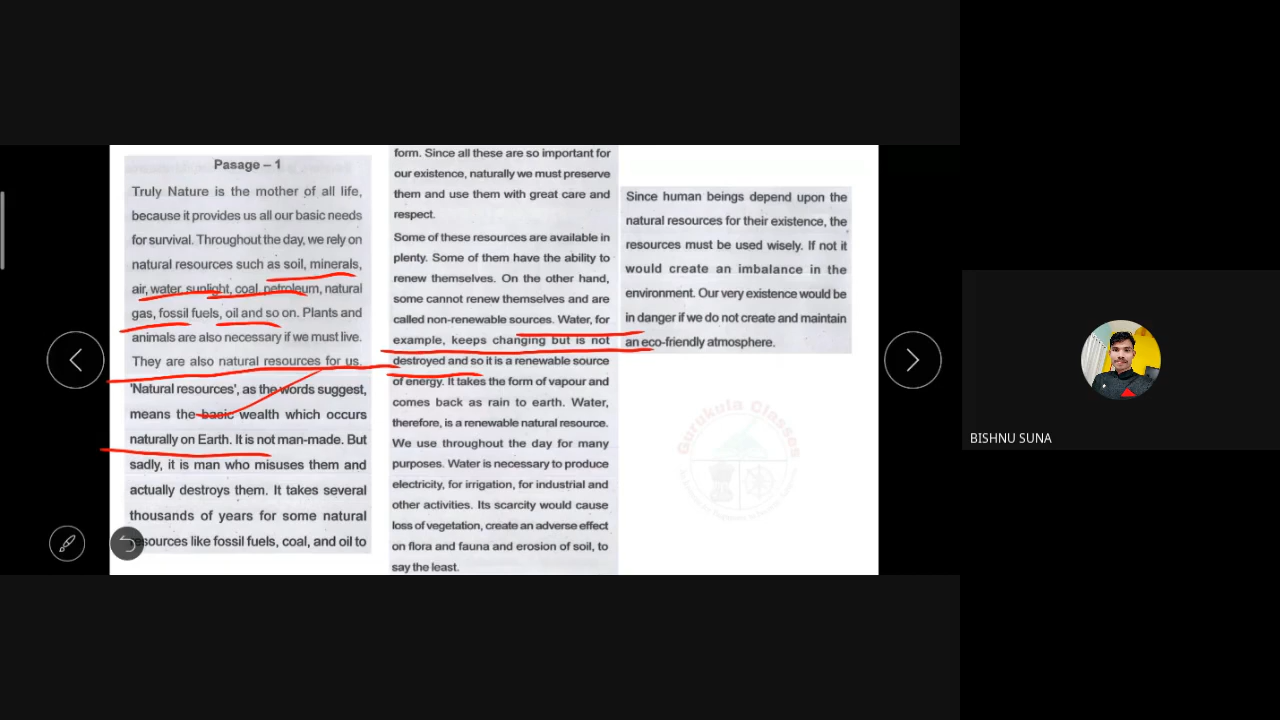 Pasage – 1
Truly Nature is the mother of all life,
because it provides us all our basic needs
for survival. Throughout the day, we rely on
natural resources such as soil, minerals,
air, water sunlight, coal petroleum, natural
gas, fossil fuels, oil and so on. Plants and
animals are also necessary if we must live.
They are also natural resources for us.
'Natural resources', as the words suggest,
means the basic wealth which occurs
naturally on Earth. It is not man-made. But
sadly, it is man who misuses them and
actually destroys them. It takes several
thousands of years for some natural
resources like fossil fuels, coal, and oil to
form. Since all these are so important for
our existence, naturally we must preserve
them and use them with great care and
respect.
Some of these resources are available in
plenty. Some of them have the ability to
renew themselves. On the other hand,
some cannot renew themselves and are
called non-renewable sources. Water, for
example, keeps changing but is not
destroyed and so it is a renewable source
of energy. It takes the form of vapour and
comes back as rain to earth. Water,
therefore, is a renewable natural resource.
We use throughout the day for many
purposes. Water is necessary to produce
electricity, for irrigation, for industrial and
other activities. Its scarcity would cause
loss of vegetation, create an adverse effect
on flora and fauna and erosion of soil, to
say the least.
Since human beings depend upon the
natural resources for their existence, the
resources must be used wisely. If not it
would create an imbalance in the
environment. Our very existence would be
in danger if we do not create and maintain
an eco-friendly atmosphere.
Gurukula Classes
BISHNU SUNA